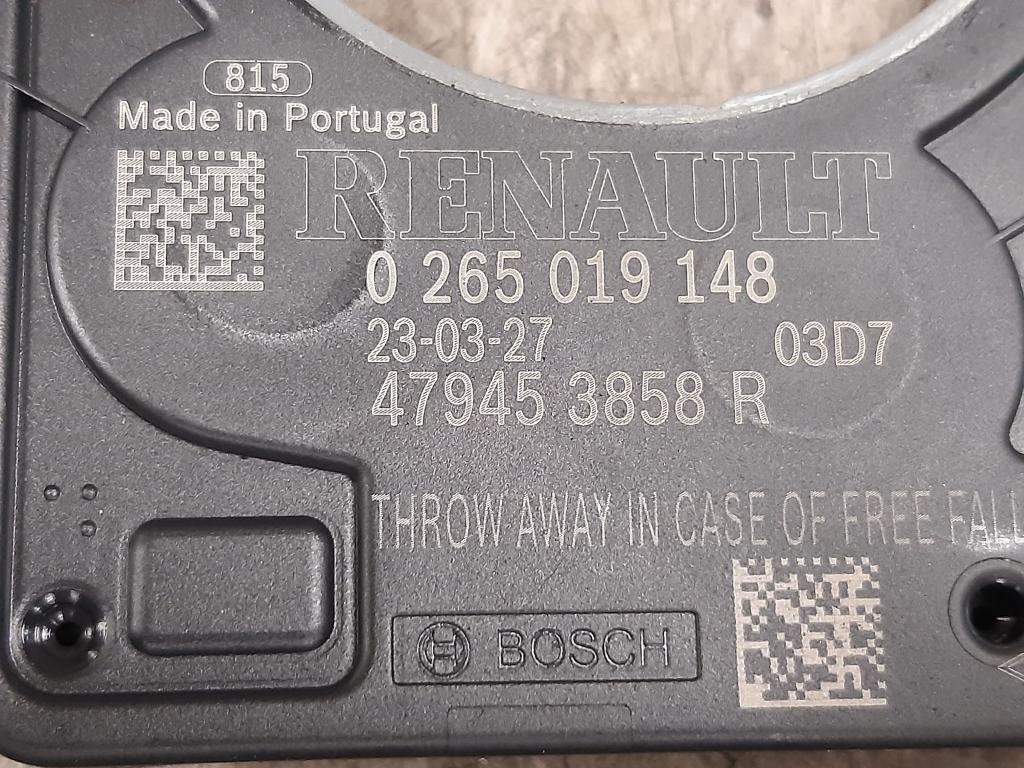 815
Made in Portugal
RENAULT
0 265 019 148
23-03-27 03D7
47945 3858 R
THROW AWAY IN CASE OF FREE FALL
BOSCH